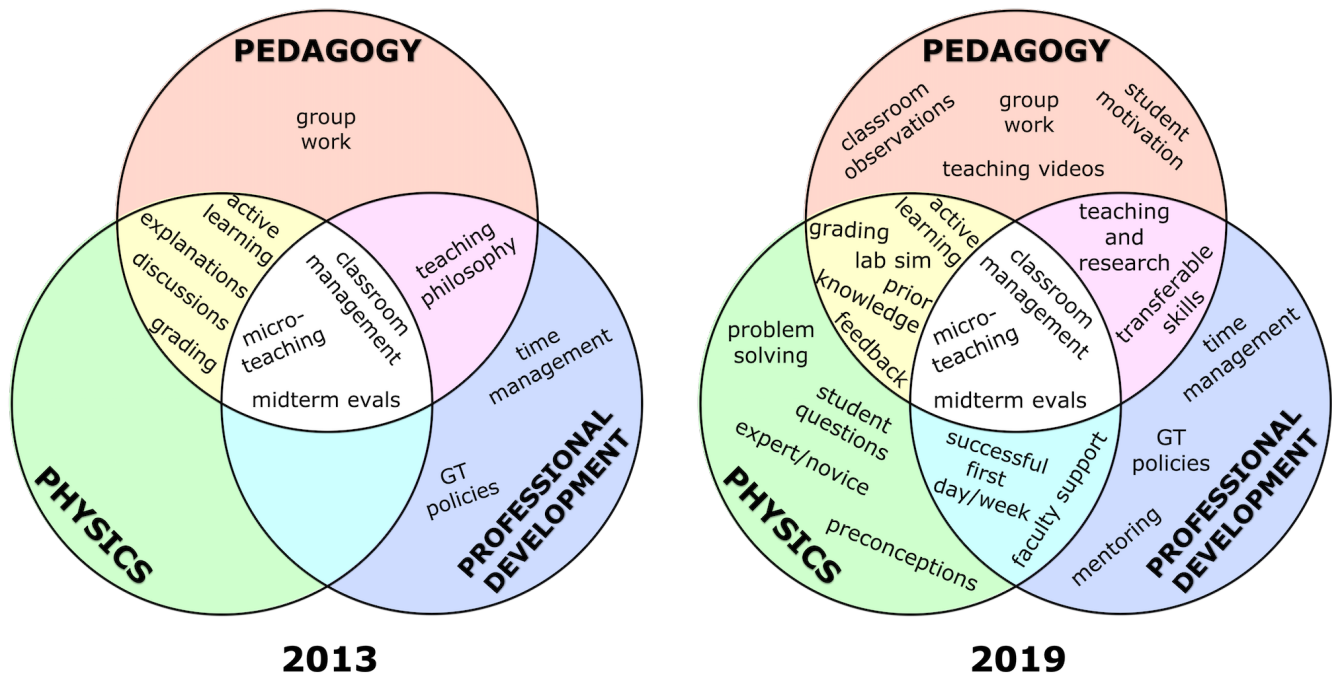 PEDAGOGY
group
work
active
learning
explanations
discussions
grading
classroom
management
micro-
teaching
midterm evals
teaching
philosophy
time
management
GT
policies
PHYSICS
PROFESSIONAL
DEVELOPMENT
2013
PEDAGOGY
classroom
observations
group
work
student
motivation
teaching videos
active
learning
grading
lab sim
prior
knowledge
feedback
classroom
management
micro-
teaching
midterm evals
teaching
and
research
transferable
skills
problem
solving
student
questions
expert/novice
preconceptions
successful
first
day/week
faculty support
time
management
GT
policies
mentoring
PHYSICS
PROFESSIONAL
DEVELOPMENT
2019